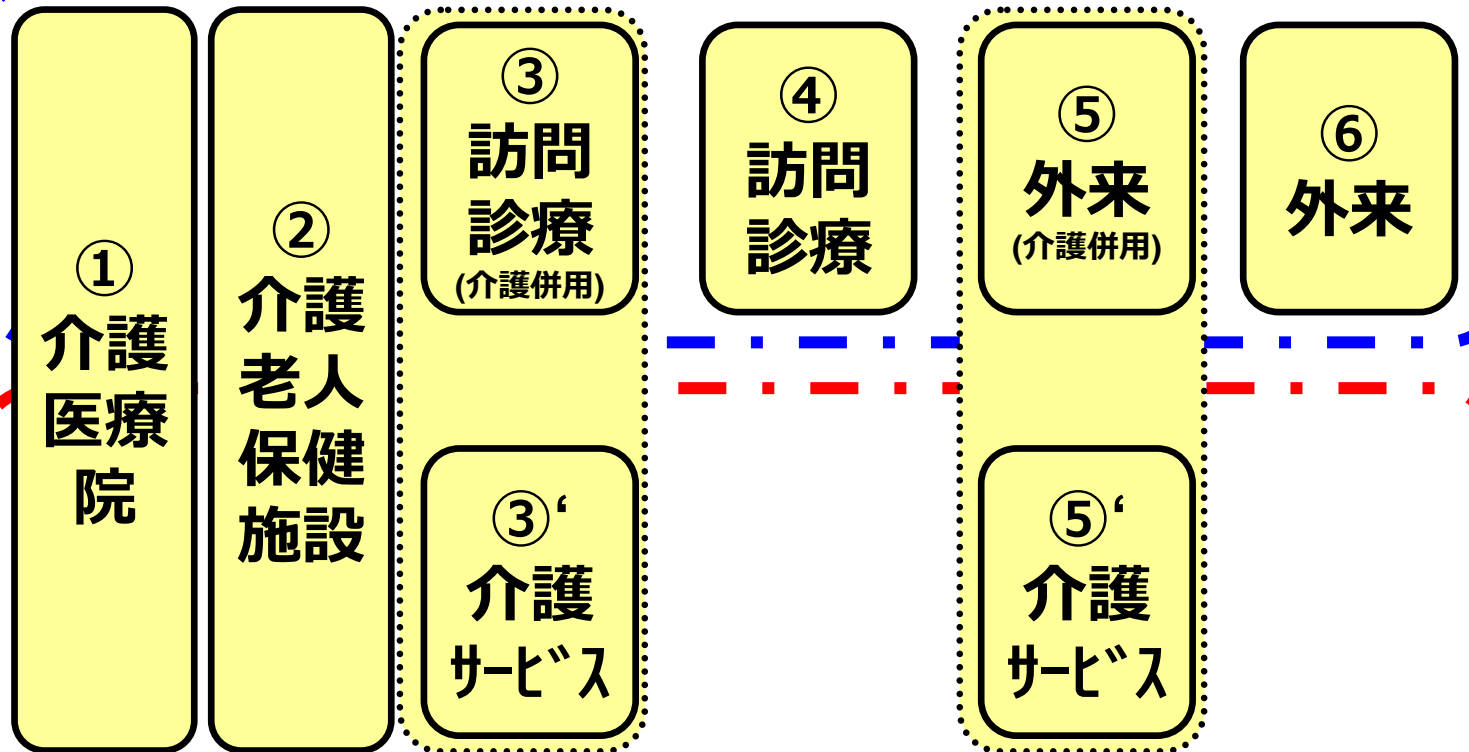 ①
介護
医療
院
②
介護
老人
保健
施設
③
訪問
診療
(介護併用)
③‘
介護
ｻｰﾋﾞｽ
④
訪問
診療
⑤
外来
(介護併用)
⑤‘
介護
ｻｰﾋﾞｽ
⑥
外来